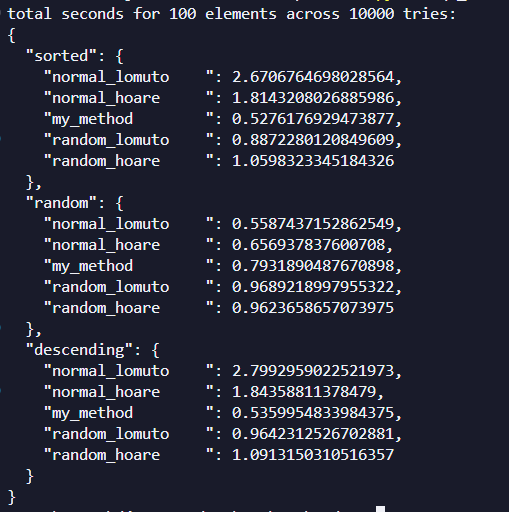 total seconds for 100 elements across 10000 tries:
{
  "sorted": {
    "normal_lomuto    ": 2.6706764698028564,
    "normal_hoare     ": 1.8143208026885986,
    "my_method        ": 0.5276176929473877,
    "random_lomuto    ": 0.8872280120849609,
    "random_hoare     ": 1.0598323345184326
  },
  "random": {
    "normal_lomuto    ": 0.5587437152862549,
    "normal_hoare     ": 0.656937837600708,
    "my_method        ": 0.7931890487670898,
    "random_lomuto    ": 0.9689218997955322,
    "random_hoare     ": 0.9623658657073975
  },
  "descending": {
    "normal_lomuto    ": 2.7992959022521973,
    "normal_hoare     ": 1.84358811378479,
    "my_method        ": 0.5359954833984375,
    "random_lomuto    ": 0.9642312526702881,
    "random_hoare     ": 1.0913150310516357
  }
}